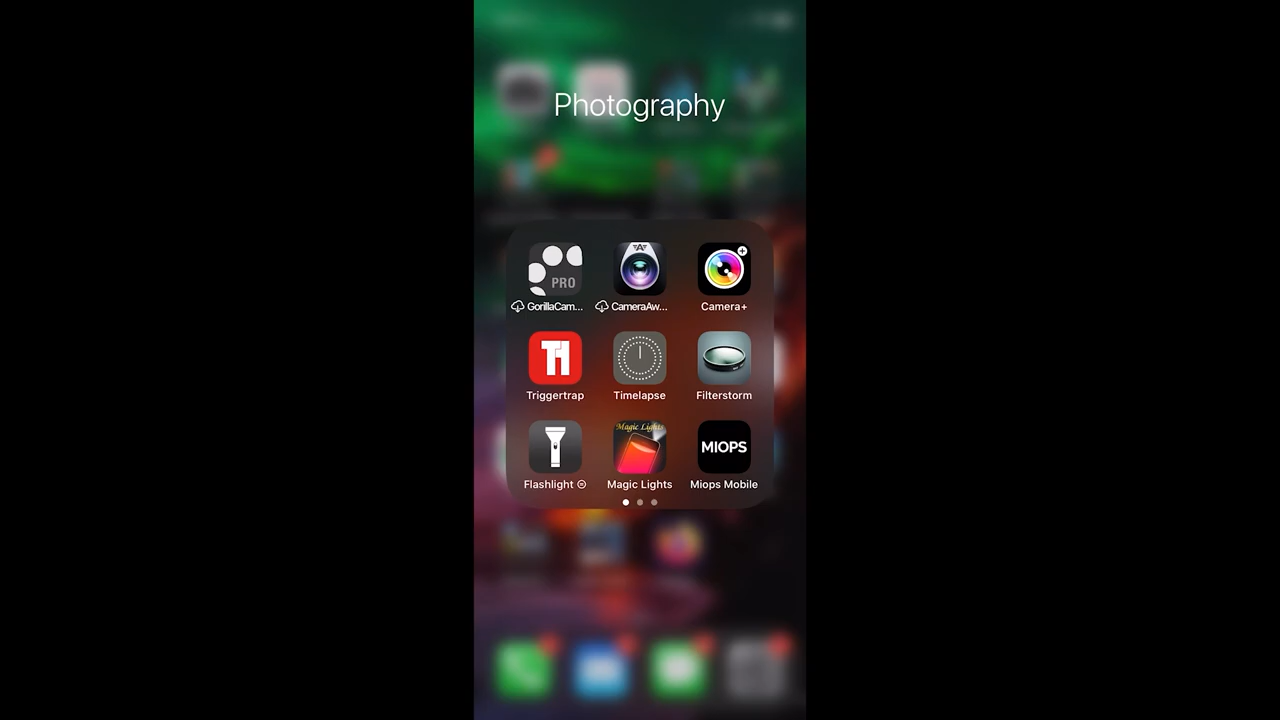 Photography
PRO
A
GorillaCam...
CameraAw...
Camera+
Triggertrap
Timelapse
Filterstorm
Magic Lights
MIOPS
Flashlight
Magic Lights
Miops Mobile